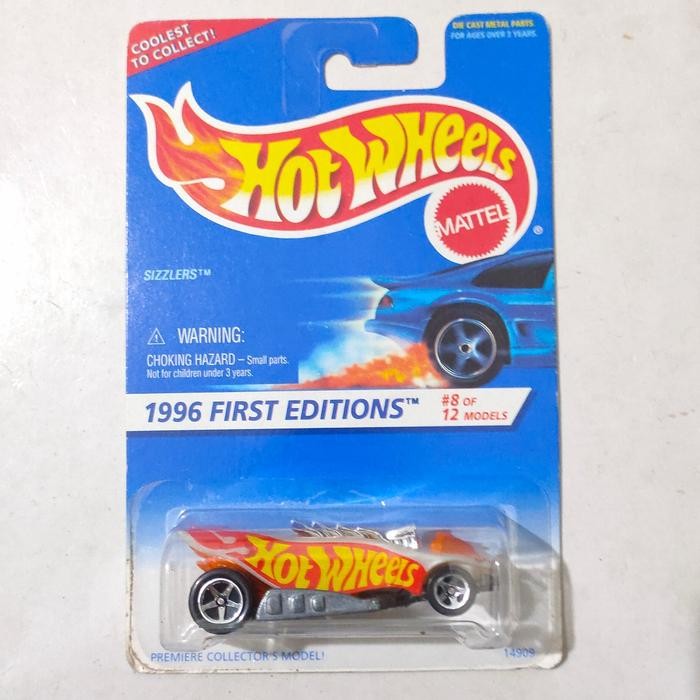 COOLEST
TO COLLECT!
DIE CAST METAL PARTS.
FOR AGES OVER 3 YEARS.
HOT WHEELS
MATTEL
®
SIZZLERS™
WARNING:
CHOKING HAZARD – Small parts.
Not for children under 3 years.
1996 FIRST EDITIONS™
#8 OF
12 MODELS
HOT WHEELS
PREMIERE COLLECTOR'S MODEL!
14909